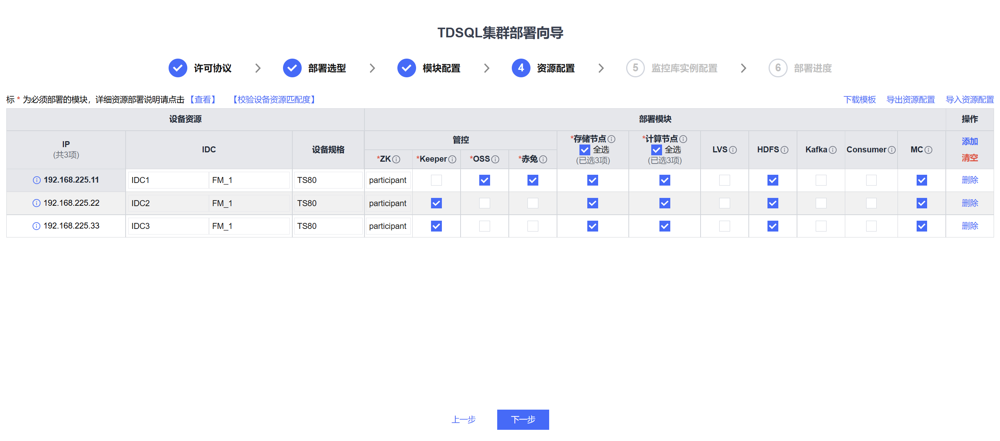 TDSQL集群部署向导
许可协议 部署选型 模块配置 4 资源配置 5 监控库实例配置 6 部署进度
标 * 为必须部署的模块，详细资源部署说明请点击 【查看】 【校验设备资源匹配度】 下载模板 导出资源配置 导入资源配置
设备资源 部署模块 操作
IP
(共3项)
IDC
设备规格
管控
*ZK *Keeper *OSS *赤兔
*存储节点
全选
(已选3项)
*计算节点
全选
(已选3项)
LVS HDFS Kafka Consumer MC
添加
清空
192.168.225.11 IDC1 FM_1 TS80 participant 删除
192.168.225.22 IDC2 FM_1 TS80 participant 删除
192.168.225.33 IDC3 FM_1 TS80 participant 删除
上一步 下一步